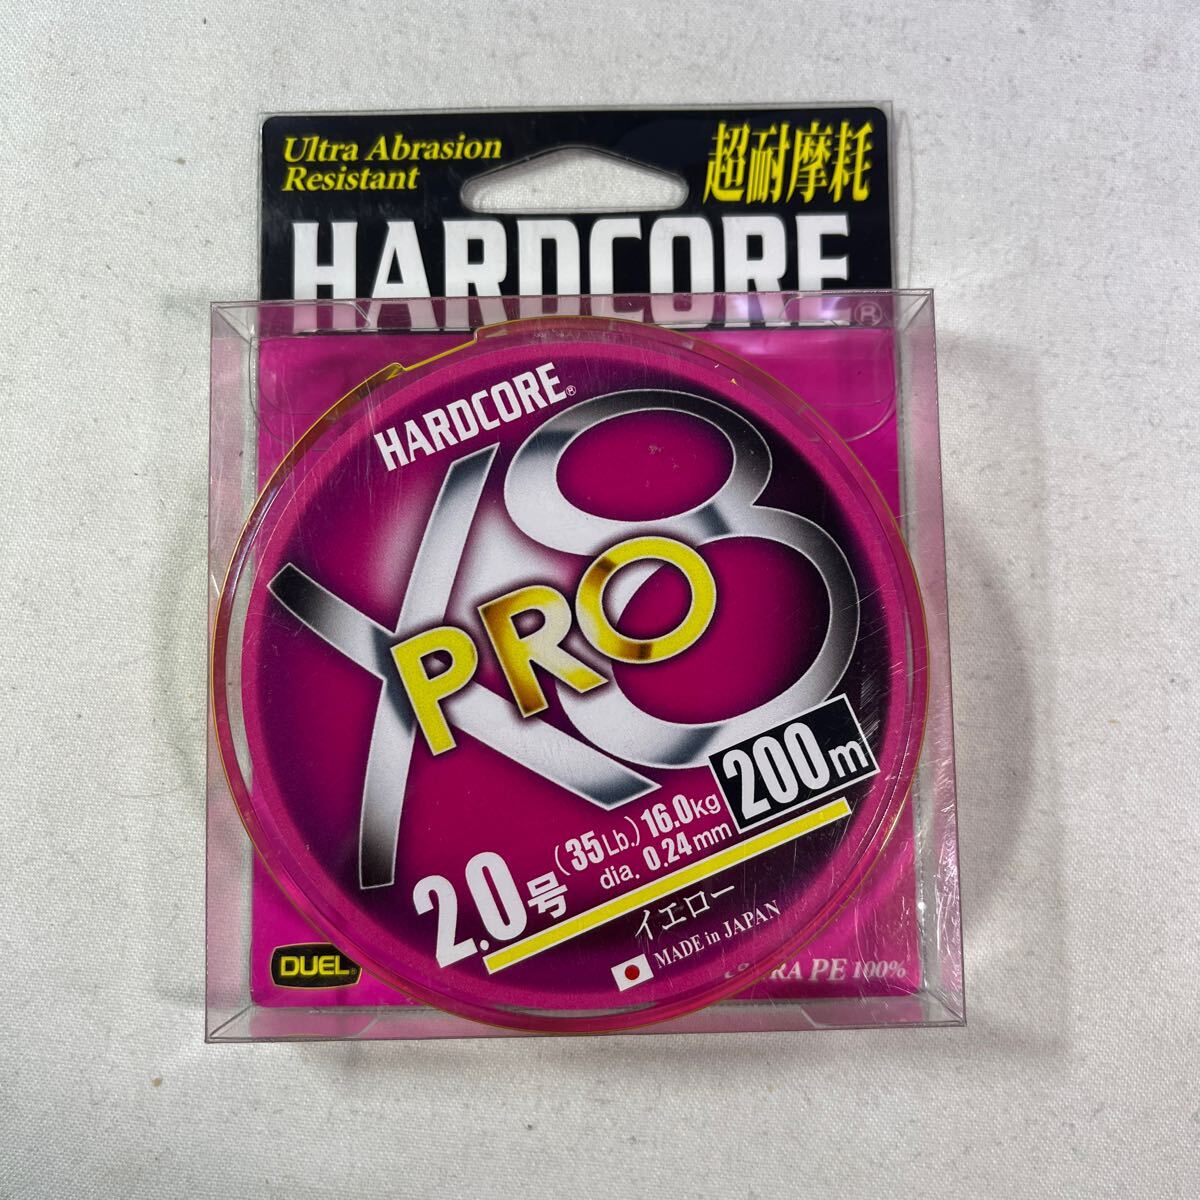 Ultra Abrasion
Resistant
超耐摩耗
HARDCORE®
HARDCORE®
X8
PRO
200m
2.0号(35Lb.)16.0kg
dia. 0.24mm
イエロー
MADE in JAPAN
DUEL®
PE 100%